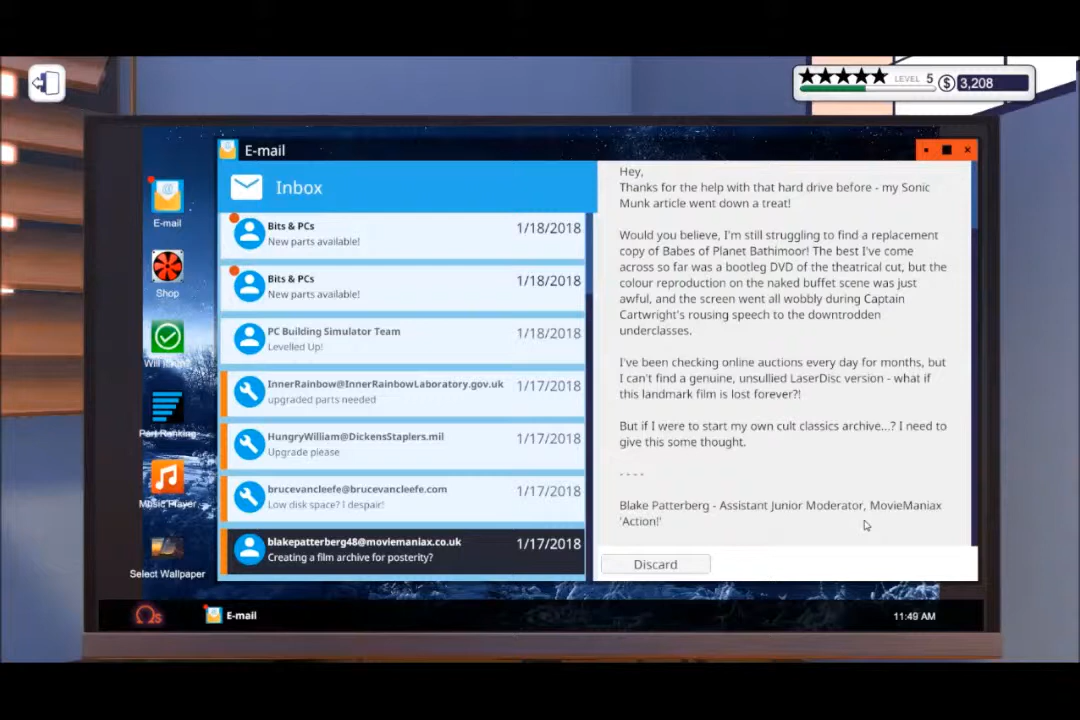 LEVEL 5 $ 3,208
E-mail
Inbox
E-mail
Shop
Part Ranking
Music Player
Select Wallpaper
Bits & PCs 1/18/2018
New parts available!
Bits & PCs 1/18/2018
New parts available!
PC Building Simulator Team 1/18/2018
Levelled Up!
InnerRainbow@InnerRainbowLaboratory.gov.uk 1/17/2018
upgraded parts needed
HungryWilliam@DickensStaplers.mil 1/17/2018
Upgrade please
brucevancleefe@brucevancleefe.com 1/17/2018
Low disk space? I despair!
blakepatterberg48@moviemaniax.co.uk 1/17/2018
Creating a film archive for posterity?
Hey,
Thanks for the help with that hard drive before - my Sonic
Munk article went down a treat!
Would you believe, I'm still struggling to find a replacement
copy of Babes of Planet Bathimoor! The best I've come
across so far was a bootleg DVD of the theatrical cut, but the
colour reproduction on the naked buffet scene was just
awful, and the screen went all wobbly during Captain
Cartwright's rousing speech to the downtrodden
underclasses.
I've been checking online auctions every day for months, but
I can't find a genuine, unsullied LaserDisc version - what if
this landmark film is lost forever?!
But if I were to start my own cult classics archive...? I need to
give this some thought.
- - - -
Blake Patterberg - Assistant Junior Moderator, MovieManiax
'Action!'
Discard
Ωs E-mail 11:49 AM